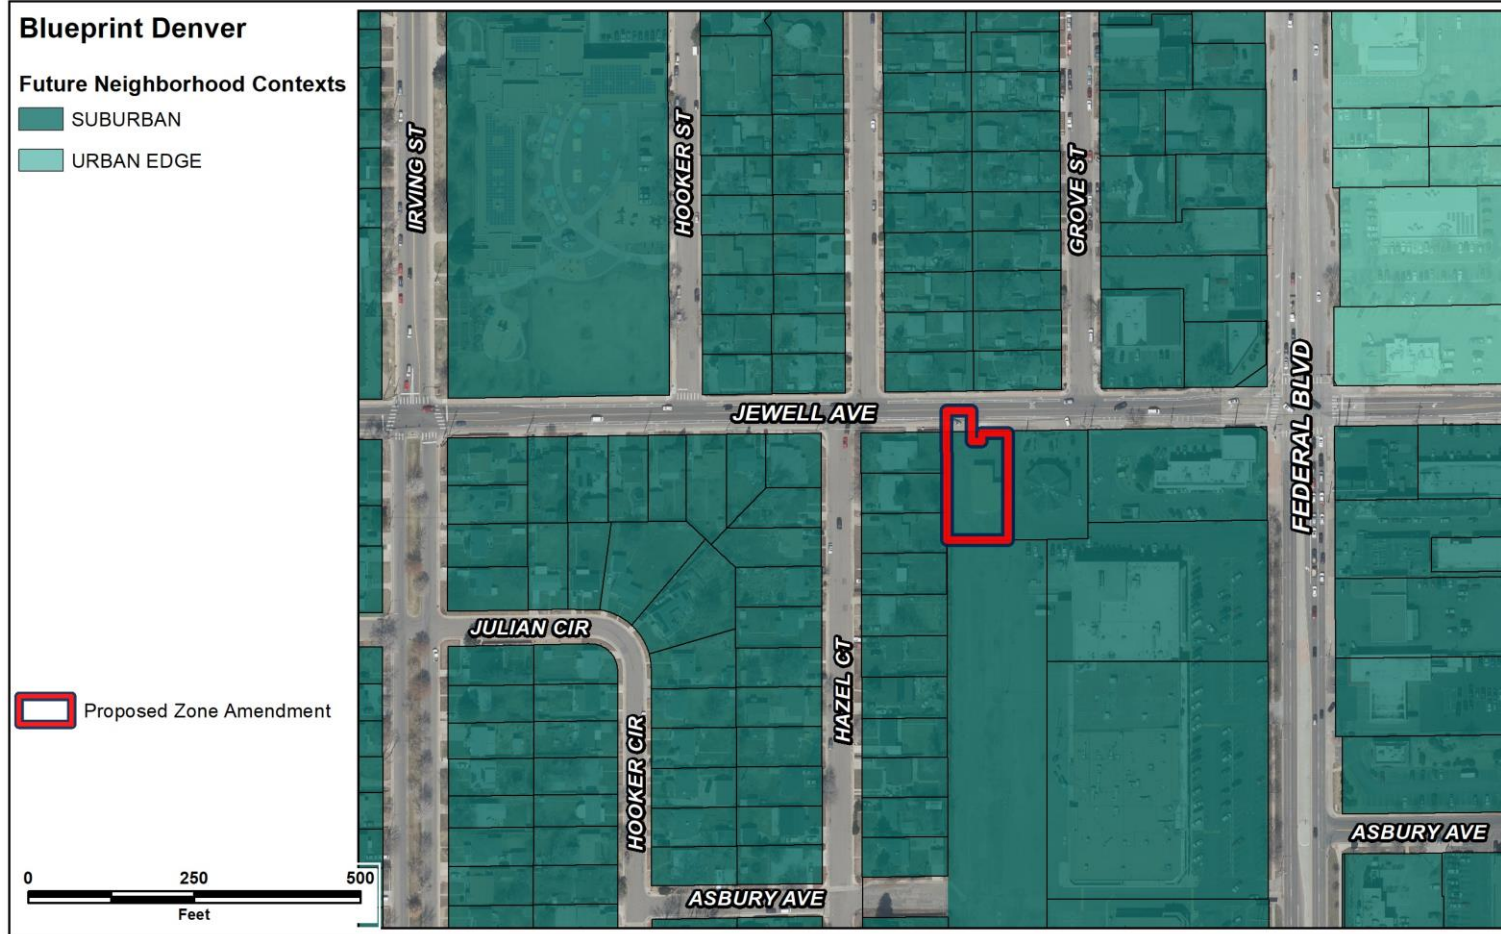 Blueprint Denver
Future Neighborhood Contexts
SUBURBAN
URBAN EDGE
Proposed Zone Amendment
0 250 500
Feet
IRVING ST
HOOKER ST
GROVE ST
FEDERAL BLVD
JEWELL AVE
JULIAN CIR
HOOKER CIR
HAZEL CT
ASBURY AVE
ASBURY AVE